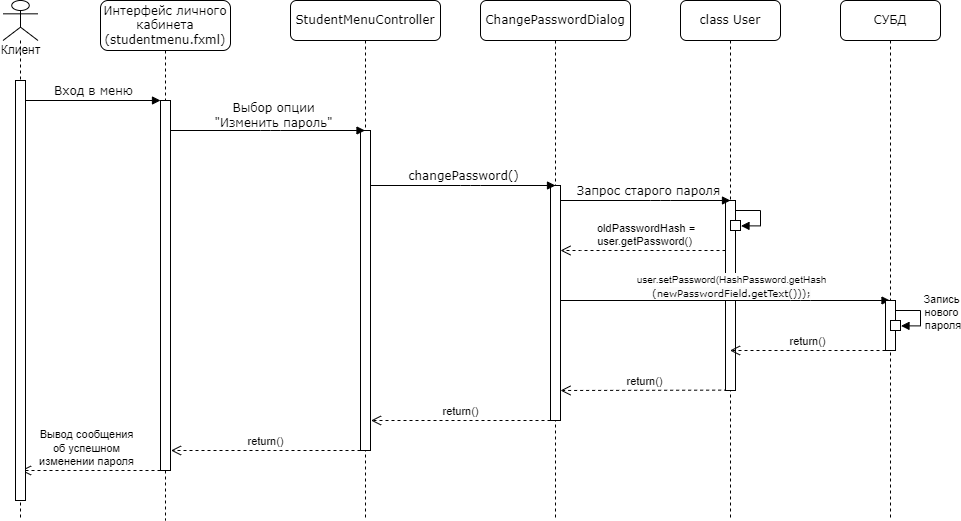 Клиент
Интерфейс личного
кабинета
(studentmenu.fxml)
StudentMenuController
ChangePasswordDialog
class User
СУБД
Вход в меню
Выбор опции
"Изменить пароль"
changePassword()
Запрос старого пароля
oldPasswordHash =
user.getPassword()
user.setPassword(HashPassword.getHash
(newPasswordField.getText()));
Запись
нового
пароля
return()
return()
return()
return()
Вывод сообщения
об успешном
изменении пароля